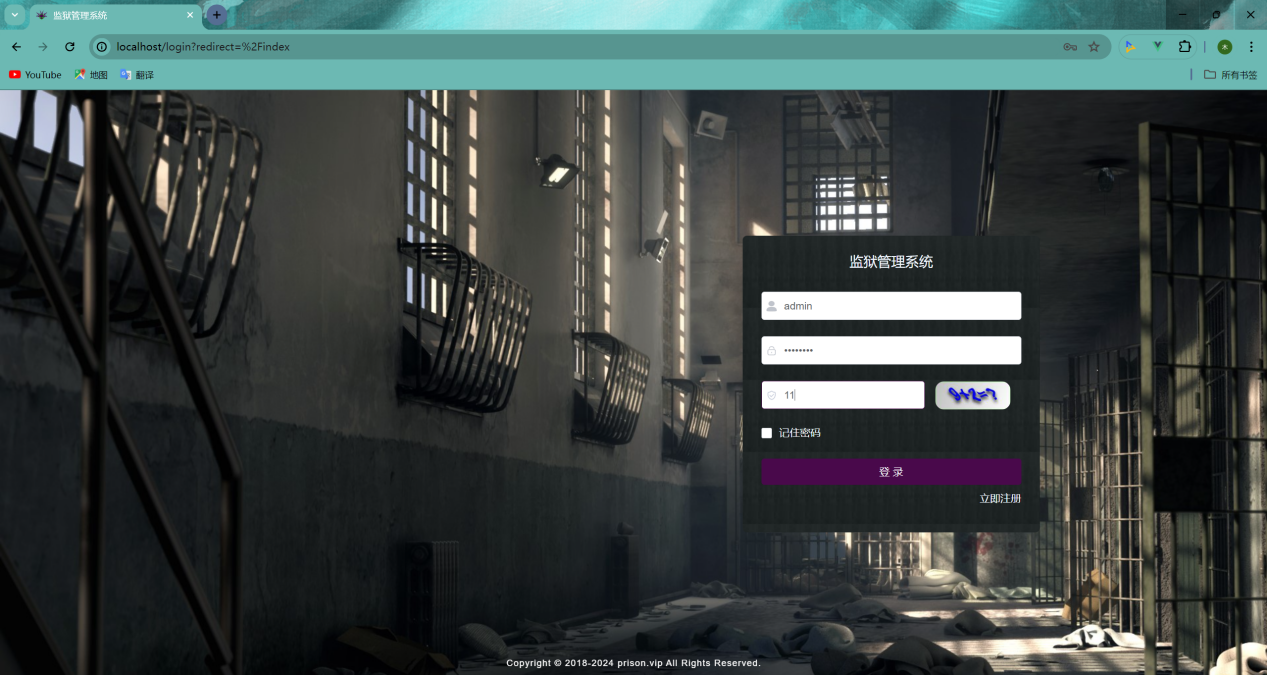 监狱管理系统
localhost/login?redirect=%2Findex
YouTube 地图 翻译 所有书签
监狱管理系统
admin
••••••••
11
记住密码
登 录
立即注册
Copyright © 2018-2024 prison.vip All Rights Reserved.